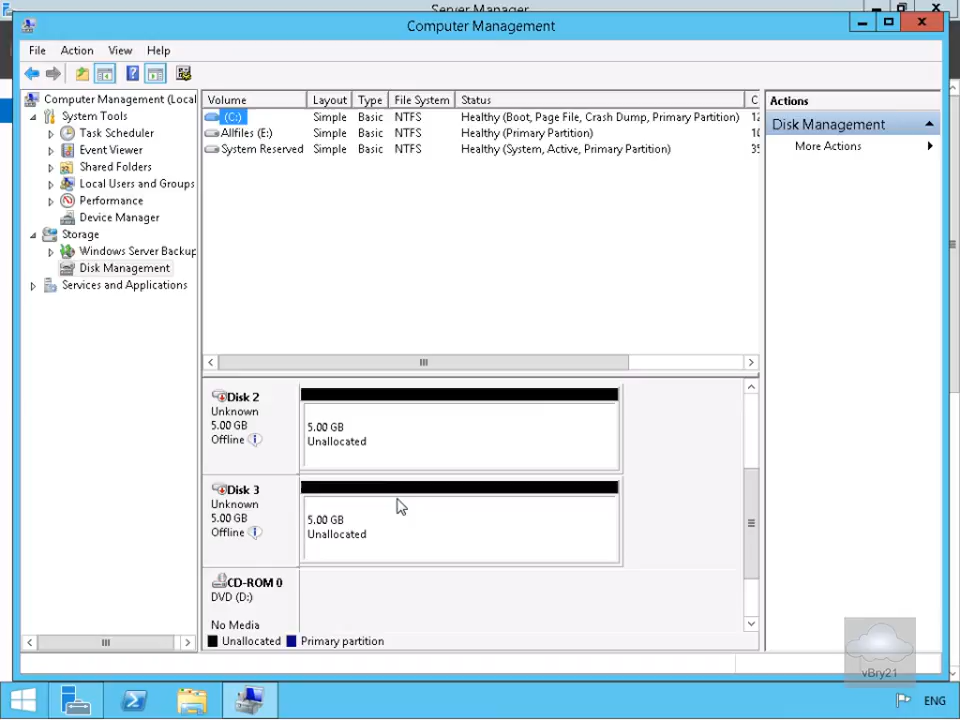 Server Manager
Computer Management
File Action View Help
Computer Management (Local
System Tools
Task Scheduler
Event Viewer
Shared Folders
Local Users and Groups
Performance
Device Manager
Storage
Windows Server Backup
Disk Management
Services and Applications
Volume Layout Type File System Status C
(C:) Simple Basic NTFS Healthy (Boot, Page File, Crash Dump, Primary Partition) 12
Allfiles (E:) Simple Basic NTFS Healthy (Primary Partition) 10
System Reserved Simple Basic NTFS Healthy (System, Active, Primary Partition) 35
Disk 2
Unknown
5.00 GB
Offline
5.00 GB
Unallocated
Disk 3
Unknown
5.00 GB
Offline
5.00 GB
Unallocated
CD-ROM 0
DVD (D:)
No Media
Unallocated Primary partition
Actions
Disk Management
More Actions
vBry21
ENG